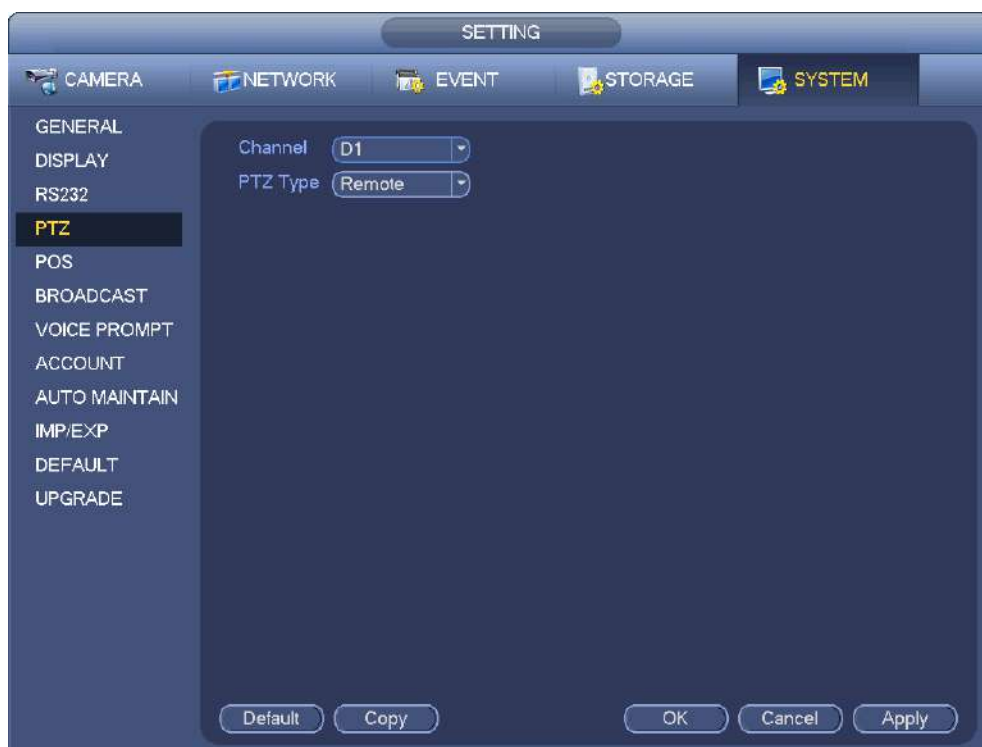 SETTING
CAMERA NETWORK EVENT STORAGE SYSTEM
GENERAL
DISPLAY
RS232
PTZ
POS
BROADCAST
VOICE PROMPT
ACCOUNT
AUTO MAINTAIN
IMP/EXP
DEFAULT
UPGRADE
Channel D1
PTZ Type Remote
Default Copy OK Cancel Apply